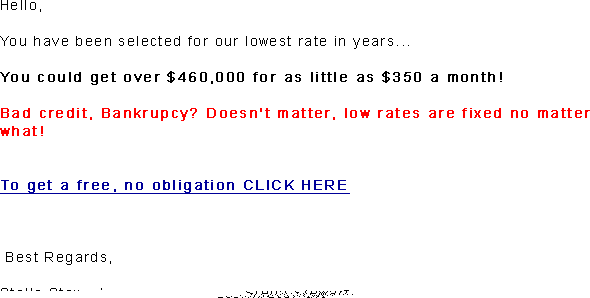 Hello,
You have been selected for our lowest rate in years...
You could get over $460,000 for as little as $350 a month!
Bad credit, Bankrupcy? Doesn't matter, low rates are fixed no matter
what!
To get a free, no obligation CLICK HERE
Best Regards,